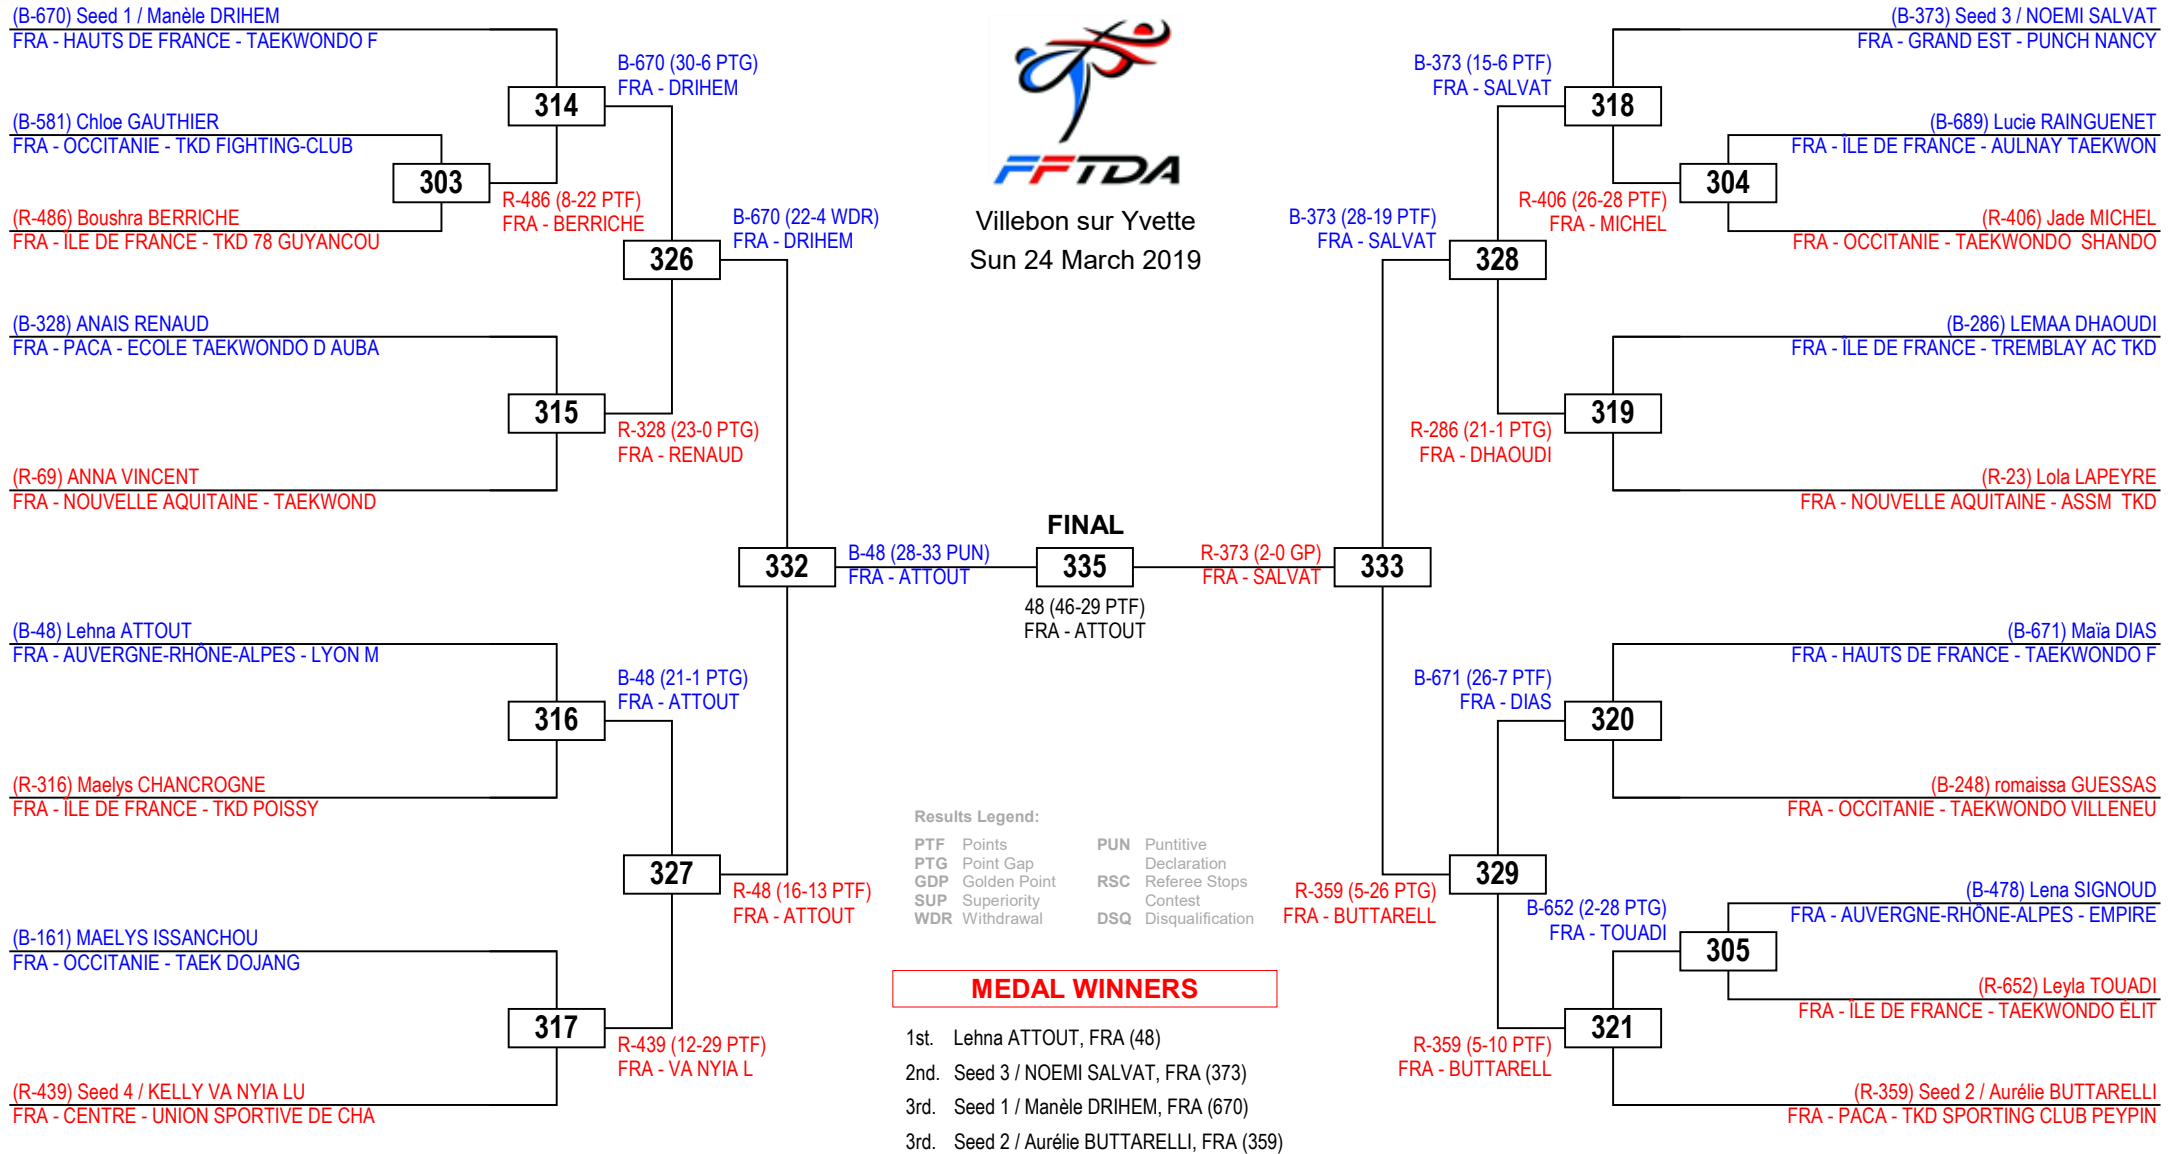 (B-670) Seed 1 / Manèle DRIHEM
FRA - HAUTS DE FRANCE - TAEKWONDO F
B-670 (30-6 PTG)
FRA - DRIHEM
314
(B-581) Chloe GAUTHIER
FRA - OCCITANIE - TKD FIGHTING-CLUB
303
R-486 (8-22 PTF)
FRA - BERRICHE
(R-486) Boushra BERRICHE
FRA - ÎLE DE FRANCE - TKD 78 GUYANCOU
B-670 (22-4 WDR)
FRA - DRIHEM
326
(B-328) ANAIS RENAUD
FRA - PACA - ECOLE TAEKWONDO D AUBA
315
R-328 (23-0 PTG)
FRA - RENAUD
(R-69) ANNA VINCENT
FRA - NOUVELLE AQUITAINE - TAEKWOND
332
B-48 (28-33 PUN)
FRA - ATTOUT
(B-48) Lehna ATTOUT
FRA - AUVERGNE-RHÔNE-ALPES - LYON M
B-48 (21-1 PTG)
FRA - ATTOUT
316
(R-316) Maelys CHANCROGNE
FRA - ÎLE DE FRANCE - TKD POISSY
327
R-48 (16-13 PTF)
FRA - ATTOUT
(B-161) MAELYS ISSANCHOU
FRA - OCCITANIE - TAEK DOJANG
317
R-439 (12-29 PTF)
FRA - VA NYIA L
(R-439) Seed 4 / KELLY VA NYIA LU
FRA - CENTRE - UNION SPORTIVE DE CHA
FFTDA
Villebon sur Yvette
Sun 24 March 2019
FINAL
335
48 (46-29 PTF)
FRA - ATTOUT
Results Legend:
PTF Points
PTG Point Gap
GDP Golden Point
SUP Superiority
WDR Withdrawal
PUN Puntitive
Declaration
RSC Referee Stops
Contest
DSQ Disqualification
MEDAL WINNERS
1st. Lehna ATTOUT, FRA (48)
2nd. Seed 3 / NOEMI SALVAT, FRA (373)
3rd. Seed 1 / Manèle DRIHEM, FRA (670)
3rd. Seed 2 / Aurélie BUTTARELLI, FRA (359)
(B-373) Seed 3 / NOEMI SALVAT
FRA - GRAND EST - PUNCH NANCY
B-373 (15-6 PTF)
FRA - SALVAT
318
(B-689) Lucie RAINGUENET
FRA - ÎLE DE FRANCE - AULNAY TAEKWON
304
R-406 (26-28 PTF)
FRA - MICHEL
(R-406) Jade MICHEL
FRA - OCCITANIE - TAEKWONDO SHANDO
B-373 (28-19 PTF)
FRA - SALVAT
328
(B-286) LEMAA DHAOUDI
FRA - ÎLE DE FRANCE - TREMBLAY AC TKD
319
R-286 (21-1 PTG)
FRA - DHAOUDI
(R-23) Lola LAPEYRE
FRA - NOUVELLE AQUITAINE - ASSM TKD
R-373 (2-0 GP)
FRA - SALVAT
333
(B-671) Maïa DIAS
FRA - HAUTS DE FRANCE - TAEKWONDO F
B-671 (26-7 PTF)
FRA - DIAS
320
(B-248) romaissa GUESSAS
FRA - OCCITANIE - TAEKWONDO VILLENEU
329
R-359 (5-26 PTG)
FRA - BUTTARELL
(B-478) Lena SIGNOUD
FRA - AUVERGNE-RHÔNE-ALPES - EMPIRE
B-652 (2-28 PTG)
FRA - TOUADI
305
(R-652) Leyla TOUADI
FRA - ÎLE DE FRANCE - TAEKWONDO ÉLIT
321
R-359 (5-10 PTF)
FRA - BUTTARELL
(R-359) Seed 2 / Aurélie BUTTARELLI
FRA - PACA - TKD SPORTING CLUB PEYPIN